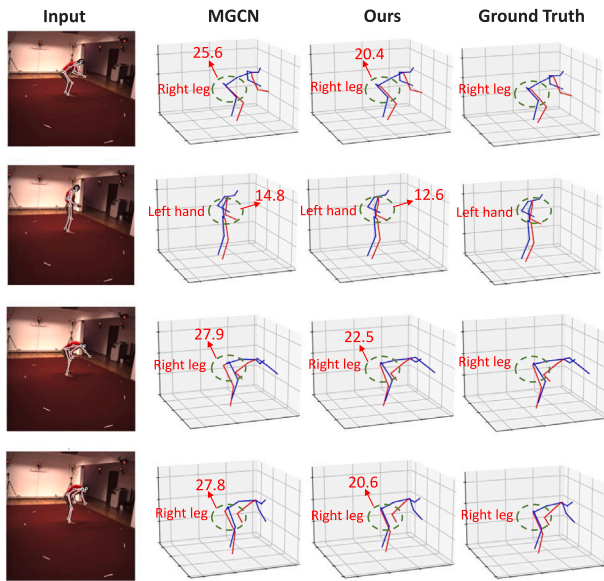 Input MGCN Ours Ground Truth
25.6 20.4
Right leg Right leg Right leg
14.8 12.6
Left hand Left hand Left hand
27.9 22.5
Right leg Right leg Right leg
27.8 20.6
Right leg Right leg Right leg